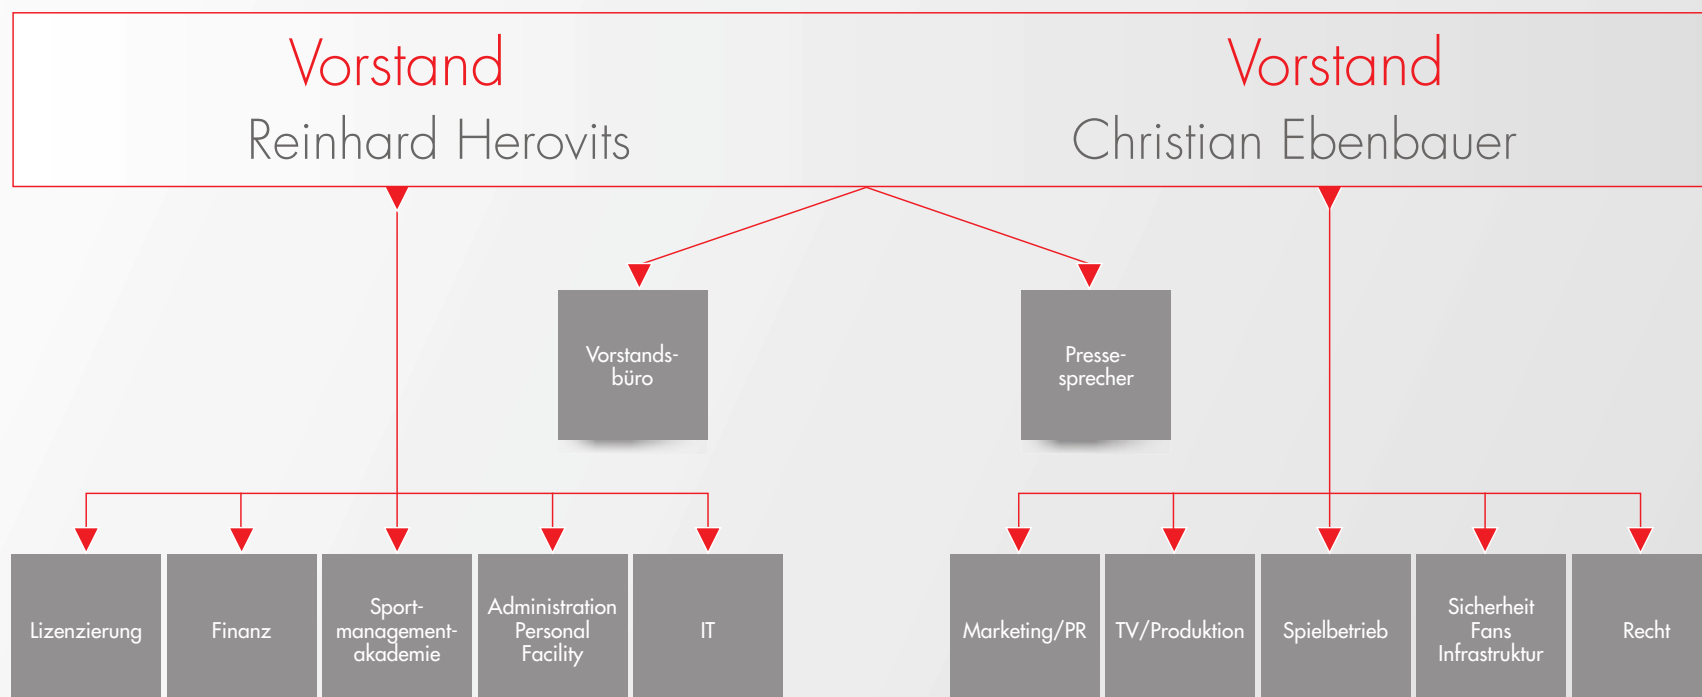 Vorstand
Reinhard Herovits
Vorstand
Christian Ebenbauer
Vorstands-
büro
Presse-
sprecher
Lizenzierung
Finanz
Sport-
management-
akademie
Administration
Personal
Facility
IT
Marketing/PR
TV/Produktion
Spielbetrieb
Sicherheit
Fans
Infrastruktur
Recht